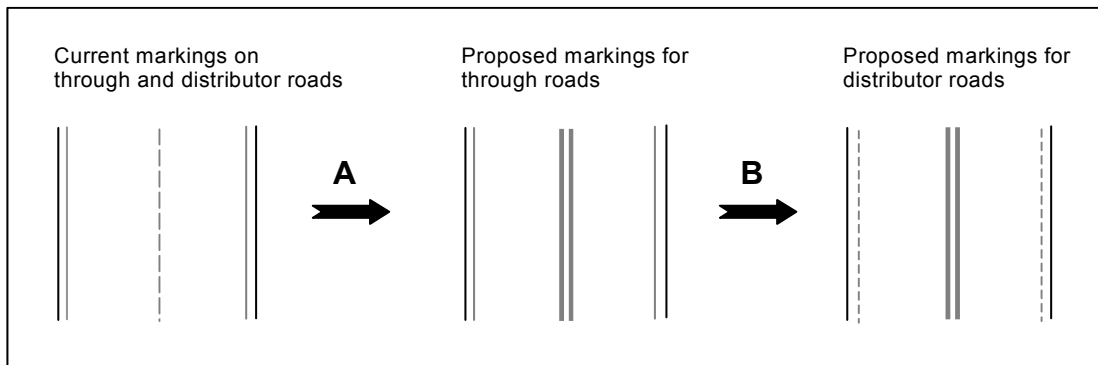 Current markings on
through and distributor roads
Proposed markings for
through roads
Proposed markings for
distributor roads
A
B